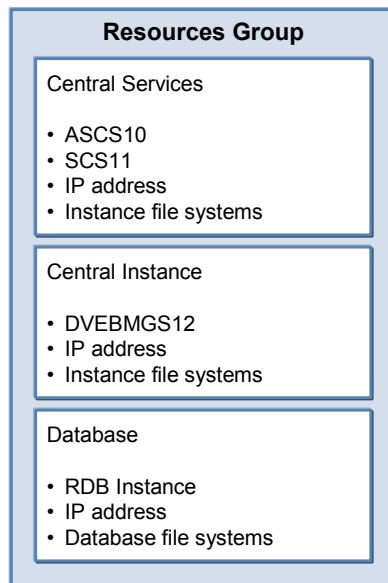 Resources Group
Central Services
• ASCS10
• SCS11
• IP address
• Instance file systems
Central Instance
• DVEBMGS12
• IP address
• Instance file systems
Database
• RDB Instance
• IP address
• Database file systems